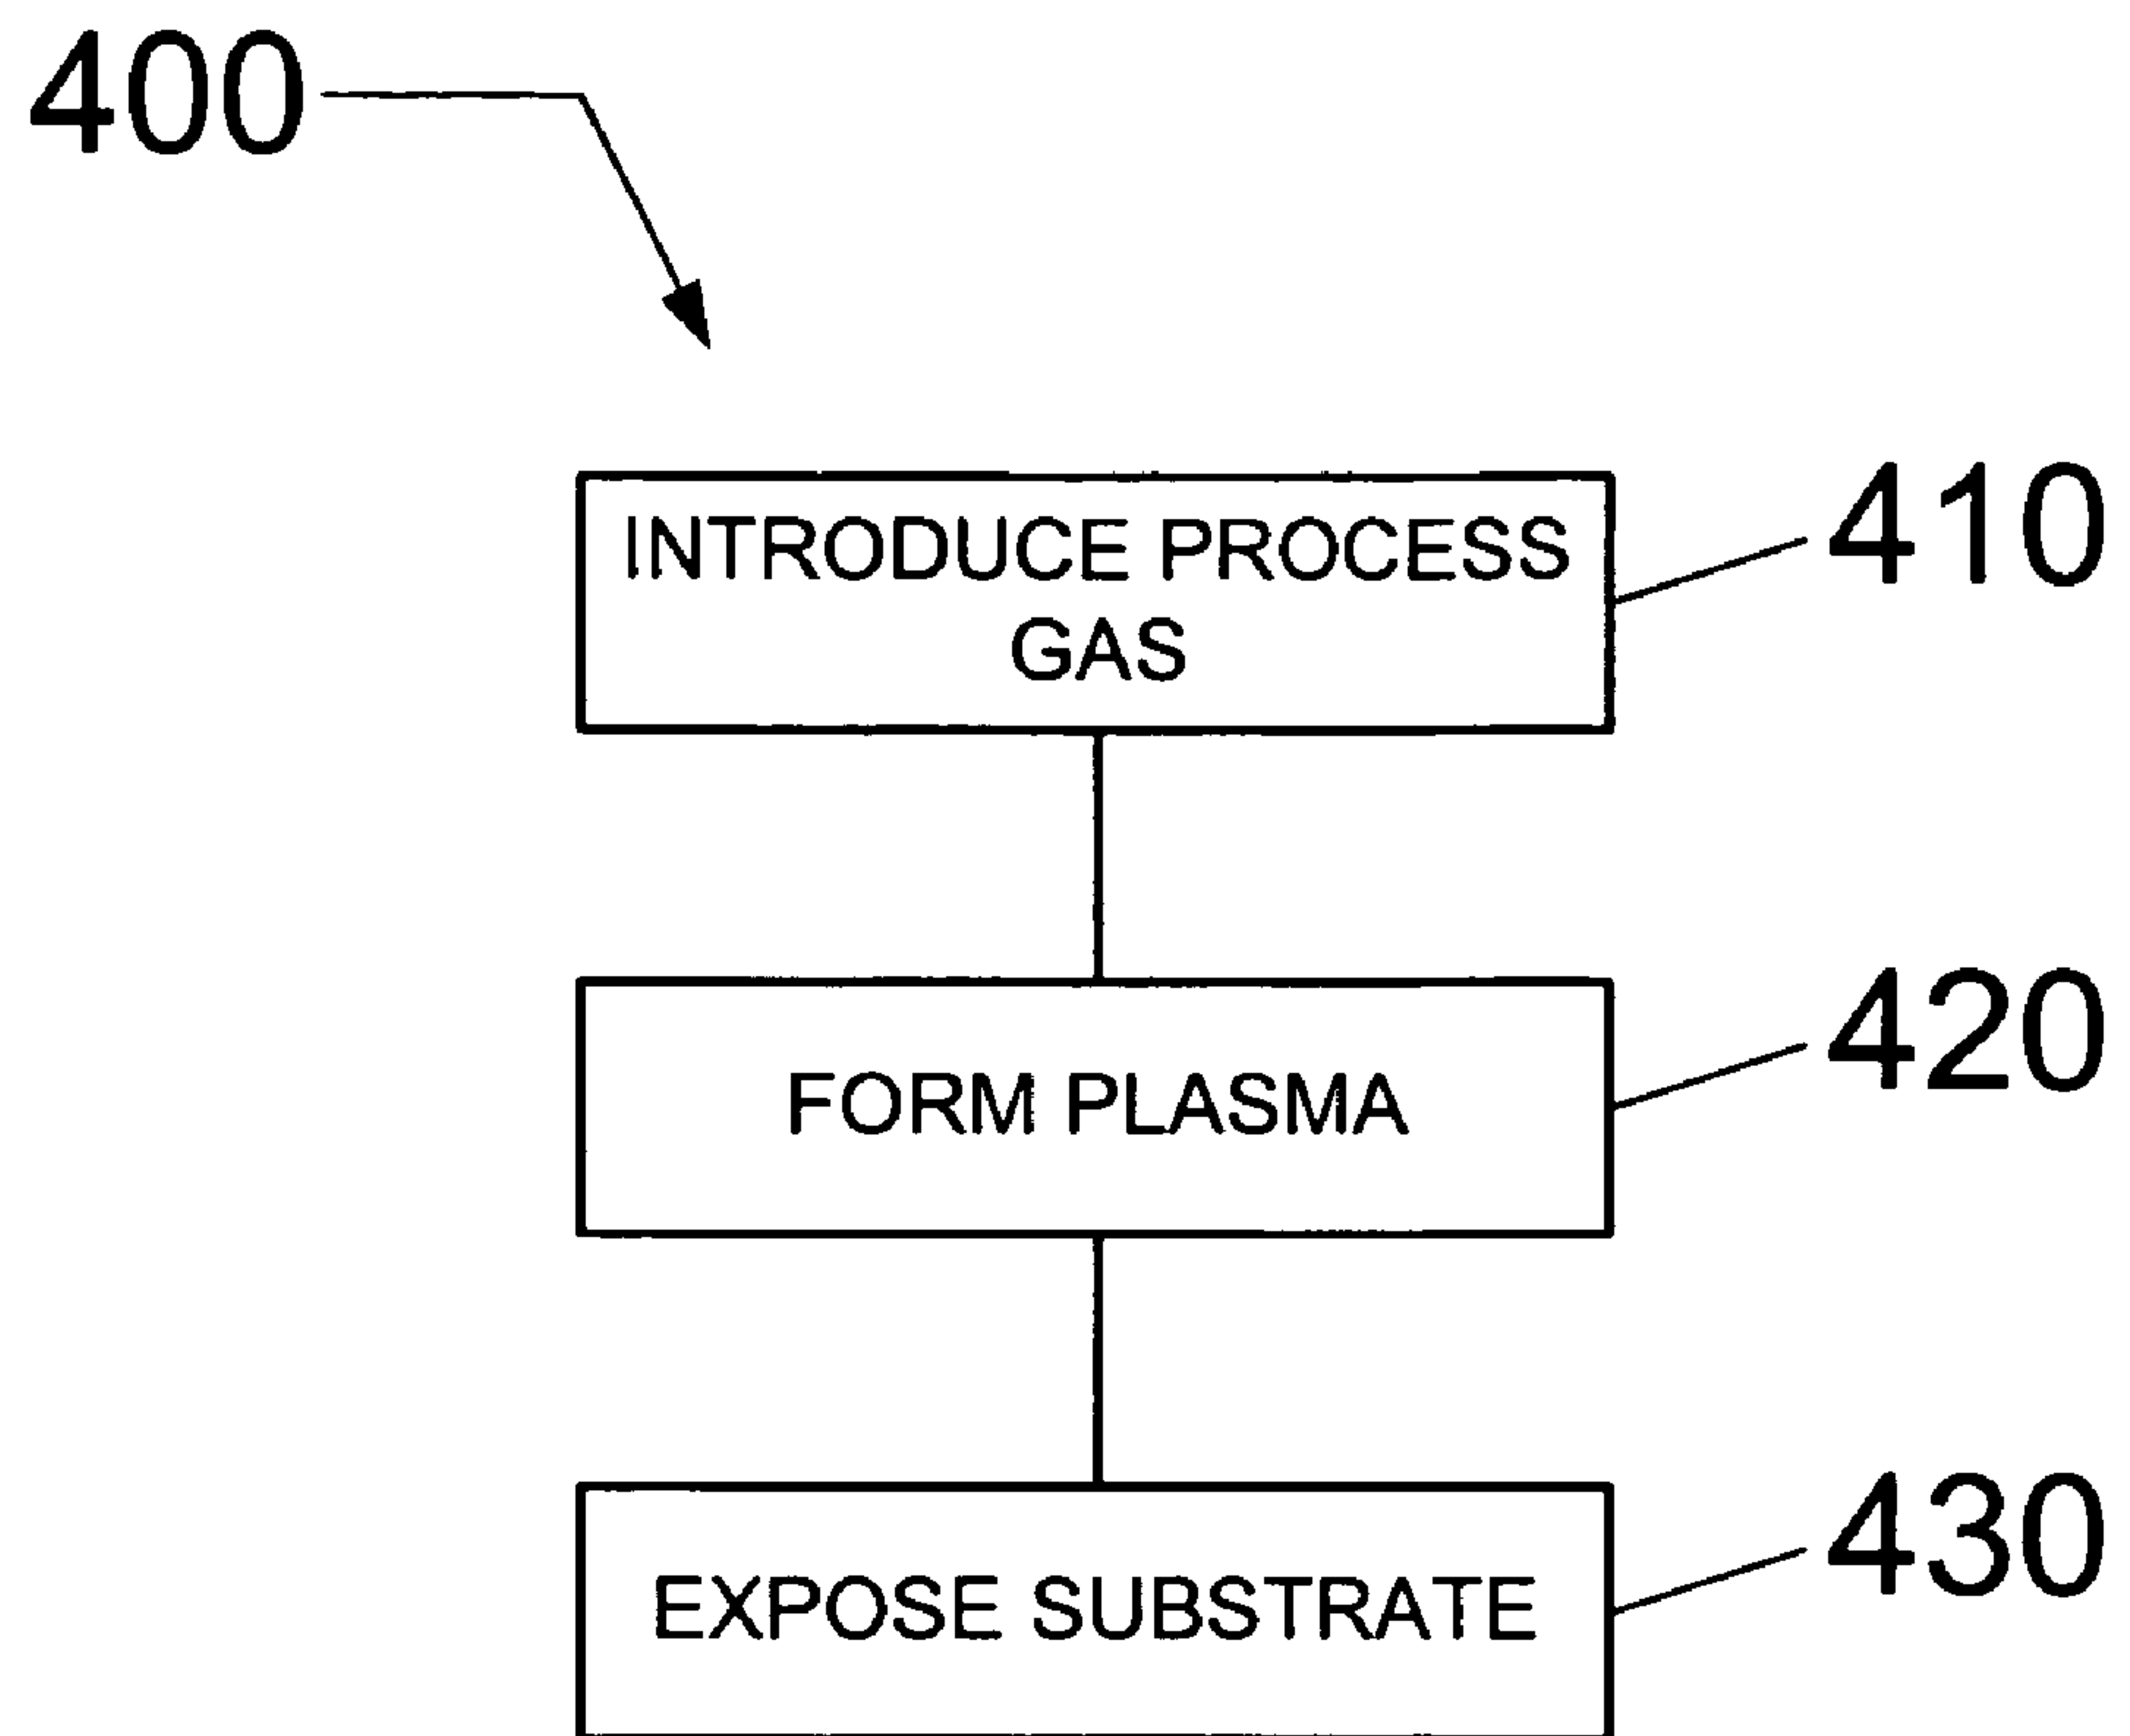 400
INTRODUCE PROCESS
GAS
410
FORM PLASMA
420
EXPOSE SUBSTRATE
430